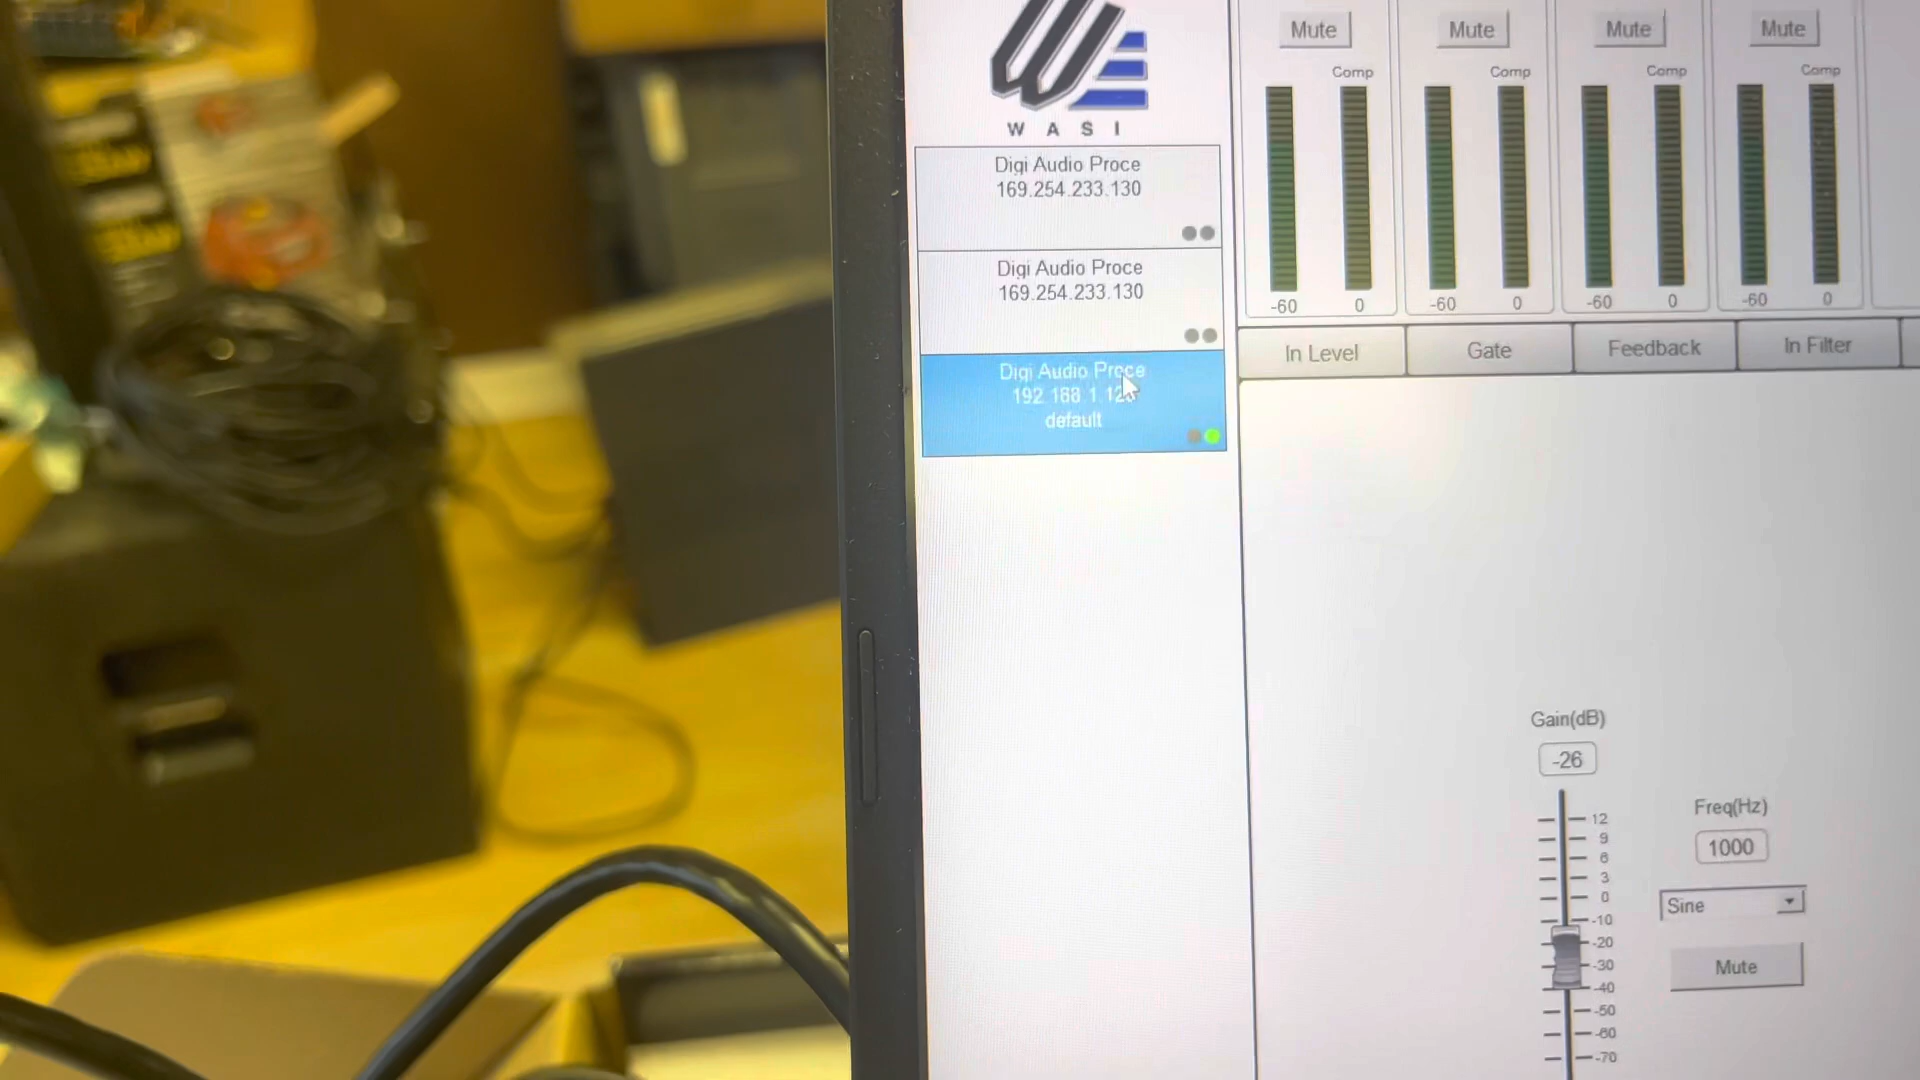 WASI
Digi Audio Proce
169.254.233.130
Digi Audio Proce
169.254.233.130
Digi Audio Proce
default
Mute
Mute
Mute
Mute
Comp
Comp
Comp
Comp
-60 0
-60 0
-60 0
-60 0
In Level
Gate
Feedback
In Filter
Gain(dB)
-26
12
9
6
3
0
-10
-20
-30
-40
-50
-60
-70
Freq(Hz)
1000
Sine
Mute